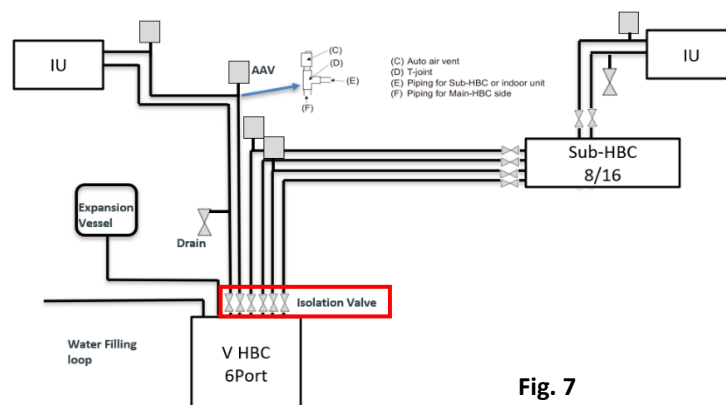 IU
AAV
(C)
(D)
(E)
(F)
(C) Auto air vent
(D) T-joint
(E) Piping for Sub-HBC or indoor unit
(F) Piping for Main-HBC side
IU
Sub-HBC
8/16
Expansion
Vessel
Drain
Isolation Valve
Water Filling
loop
V HBC
6Port
Fig. 7